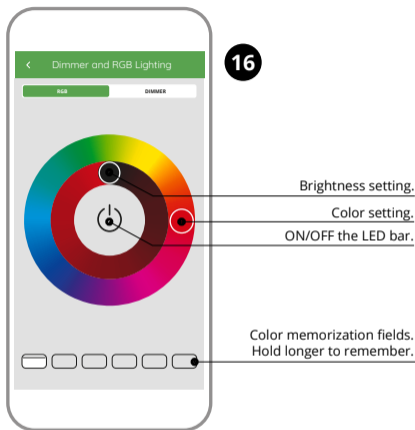 Dimmer and RGB Lighting
16
RGB
DIMMER
Brightness setting.
Color setting.
ON/OFF the LED bar.
Color memorization fields.
Hold longer to remember.